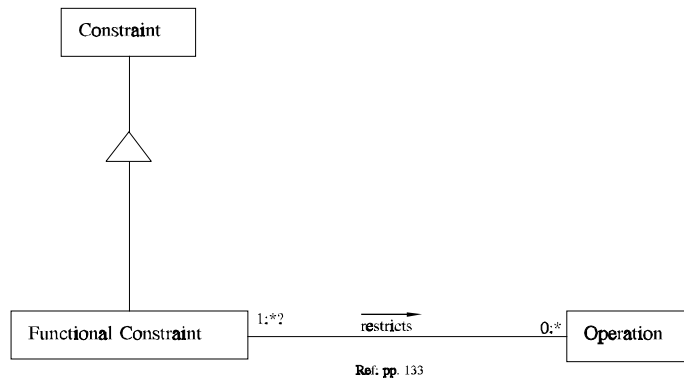 Constraint
Functional Constraint
1:*?
restricts
0:*
Operation
Ref: pp. 133